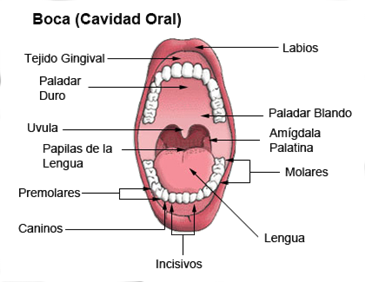 Boca (Cavidad Oral)
Labios
Tejido Gingival
Paladar
Duro
Paladar Blando
Uvula
Amígdala
Palatina
Papilas de la
Lengua
Molares
Premolares
Caninos
Lengua
Incisivos